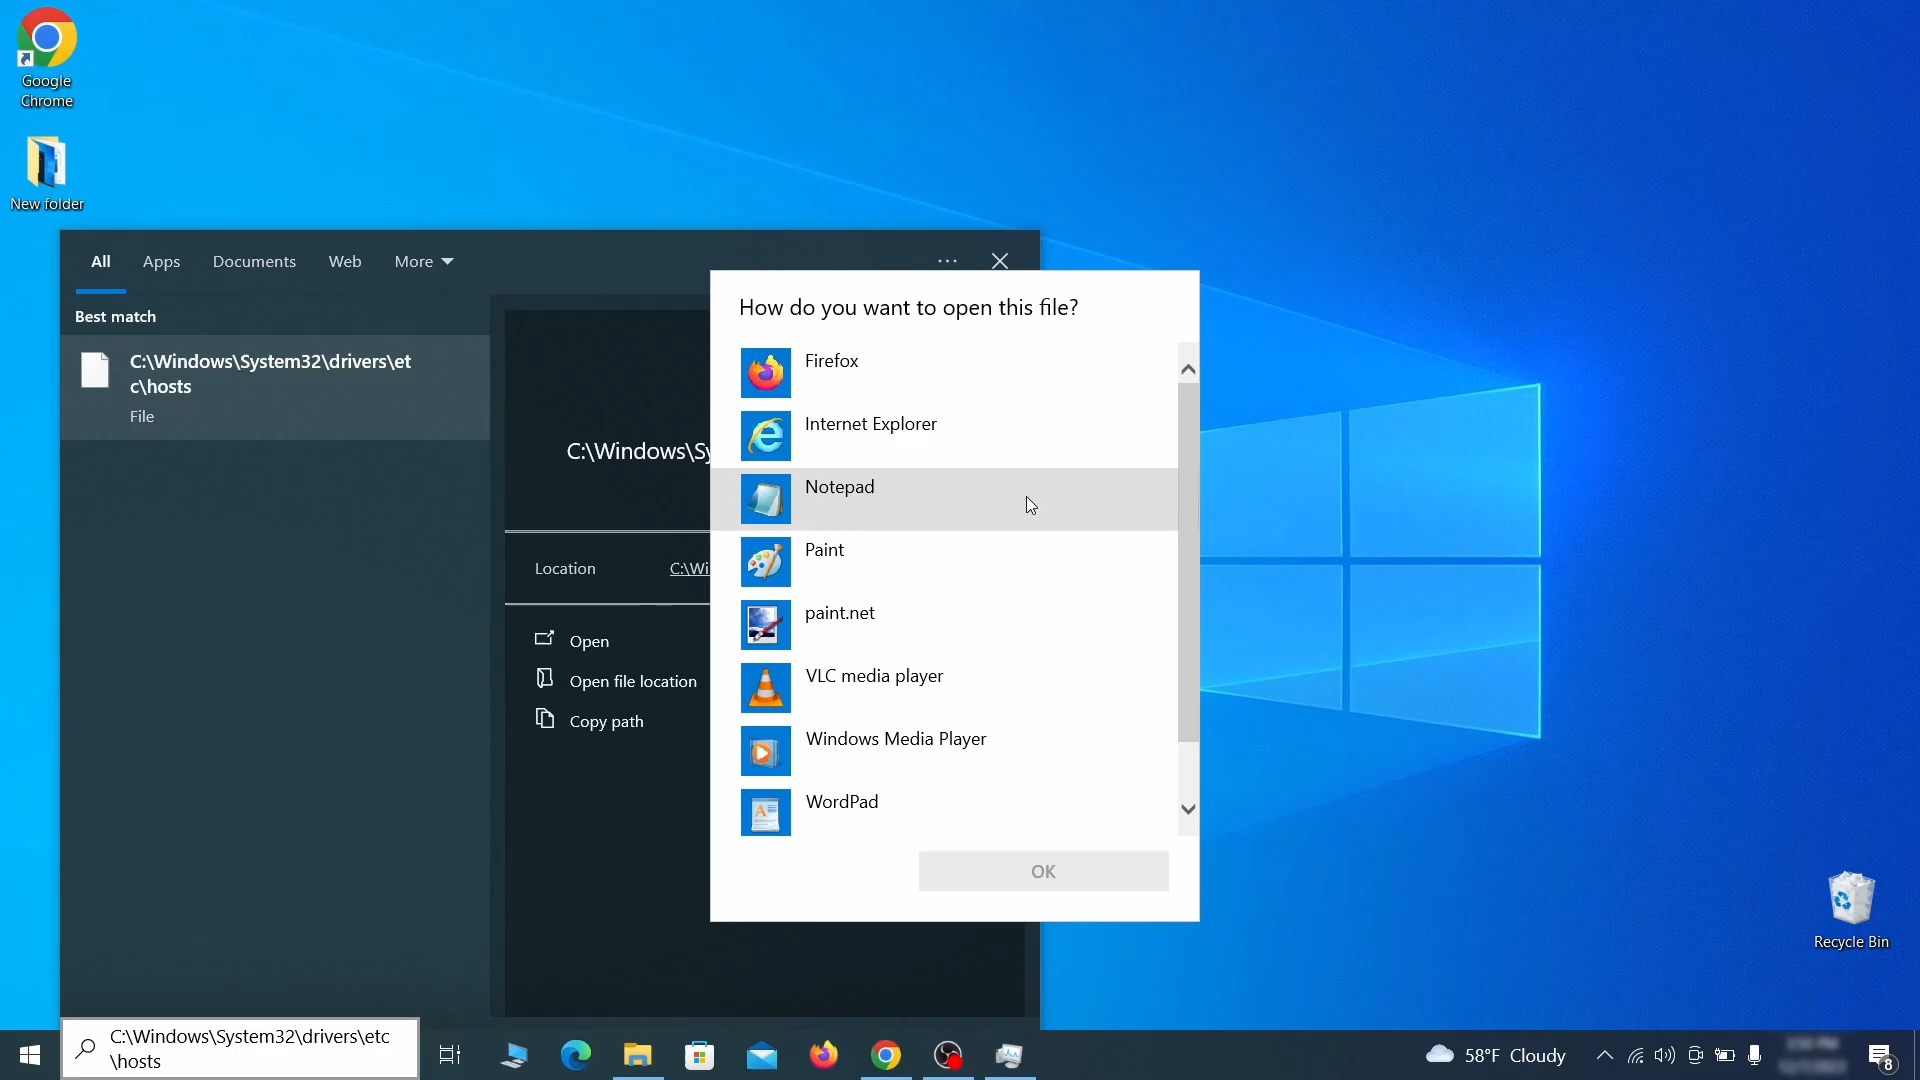 Google
Chrome
New folder
All
Apps
Documents
Web
More
Best match
C:\Windows\System32\drivers\et
c\hosts
File
C:\Windows\Sy
Location
C:\Wi
Open
Open file location
Copy path
How do you want to open this file?
Firefox
Internet Explorer
Notepad
Paint
paint.net
VLC media player
Windows Media Player
WordPad
OK
Recycle Bin
C:\Windows\System32\drivers\etc
\hosts
58°F Cloudy
8